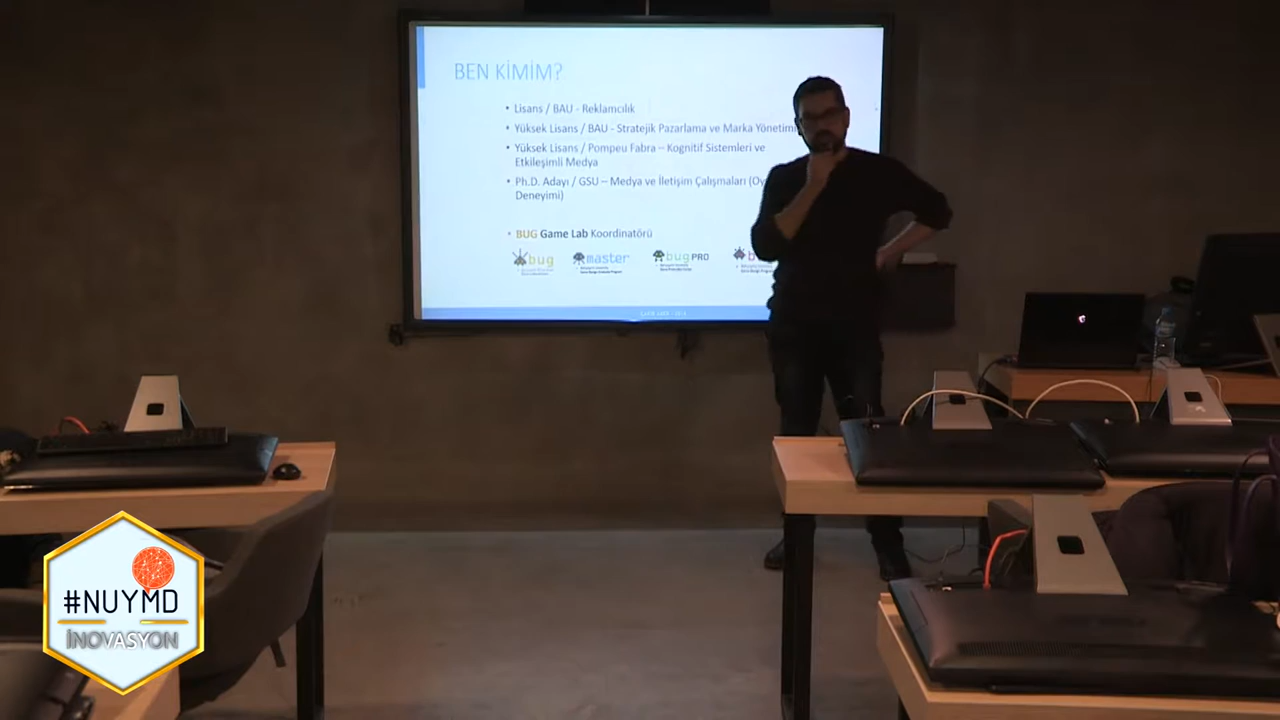 BEN KİMİM?
• Lisans / BAU - Reklamcılık
• Yüksek Lisans / BAU - Stratejik Pazarlama ve Marka Yönetimi
• Yüksek Lisans / Pompeu Fabra – Kognitif Sistemleri ve
Etkileşimli Medya
• Ph.D. Adayı / GSU – Medya ve İletişim Çalışmaları (Oy
Deneyimi)
• BUG Game Lab Koordinatörü
bug master bug PRO b
#NUYMD
İNOVASYON